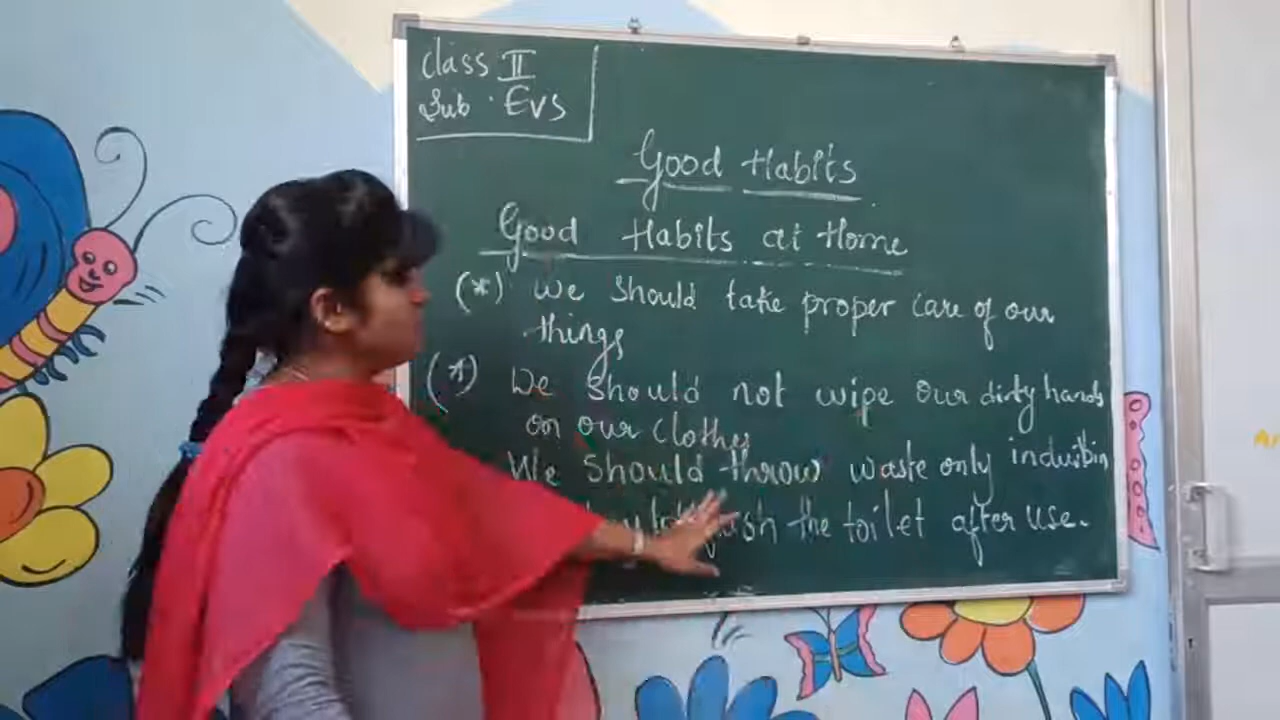 Class II
Sub. EVS
Good Habits
Good Habits at Home
(*) We should take proper care of our
things
(*) We should not wipe our dirty hands
on our clothes
We should throw waste only industbin
flush the toilet after use.